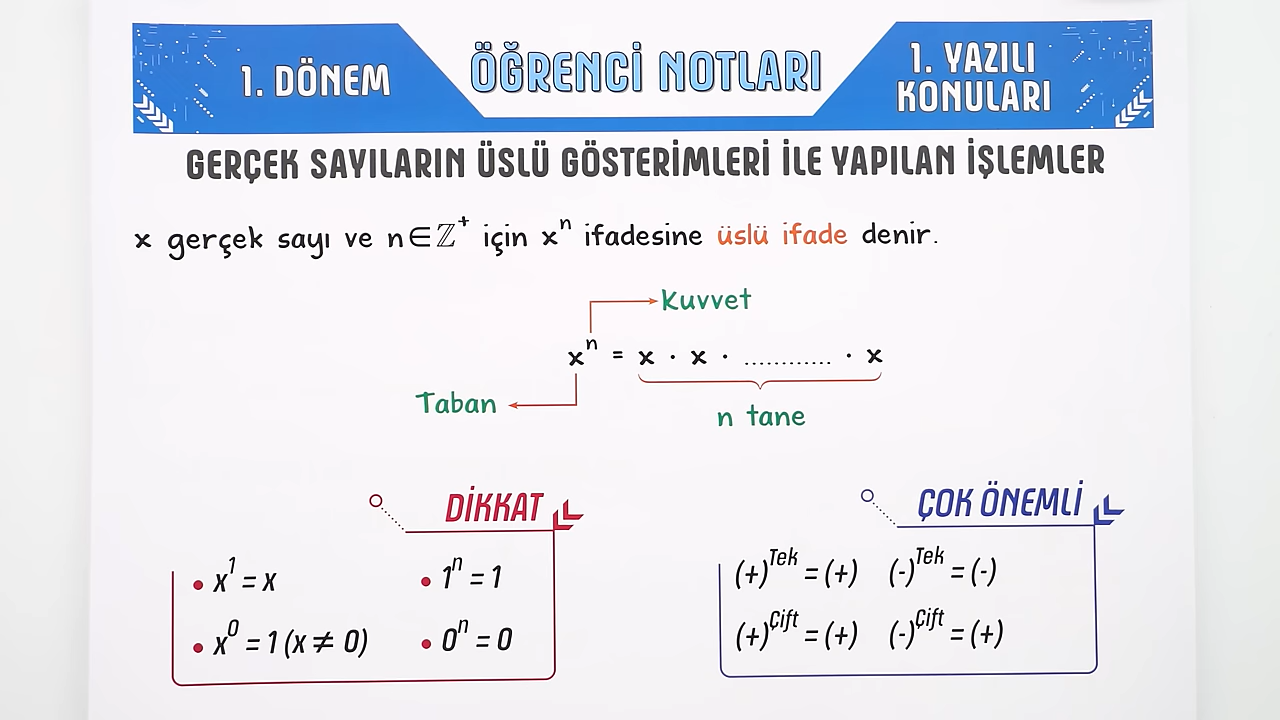 1. DÖNEM
ÖĞRENCİ NOTLARI
1. YAZILI
KONULARI
GERÇEK SAYILARIN ÜSLÜ GÖSTERİMLERİ İLE YAPILAN İŞLEMLER
x gerçek sayı ve n∈ℤ⁺ için xⁿ ifadesine üslü ifade denir.
Kuvvet
xⁿ = x · x · ............ · x
Taban
n tane
DİKKAT
• x¹ = x
• 1ⁿ = 1
• x⁰ = 1 (x ≠ 0)
• 0ⁿ = 0
ÇOK ÖNEMLİ
(+)^Tek = (+) (-)^Tek = (-)
(+)^Çift = (+) (-)^Çift = (+)